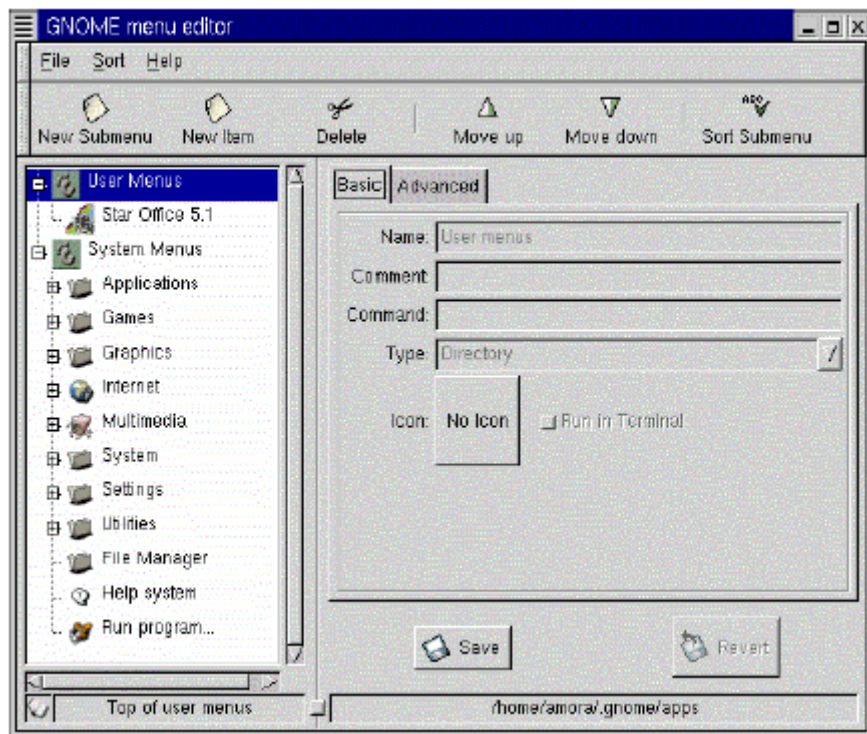 GNOME menu editor
File Sort Help
New Submenu New Item Delete Move up Move down Sort Submenu
User Menus
Star Office 5.1
System Menus
Applications
Games
Graphics
Internet
Multimedia
System
Settings
Utilities
File Manager
Help system
Run program...
Basic Advanced
Name: User menus
Comment:
Command:
Type: Directory
Icon: No Icon Run in Terminal
Save Revert
Top of user menus /home/amora/.gnome/apps